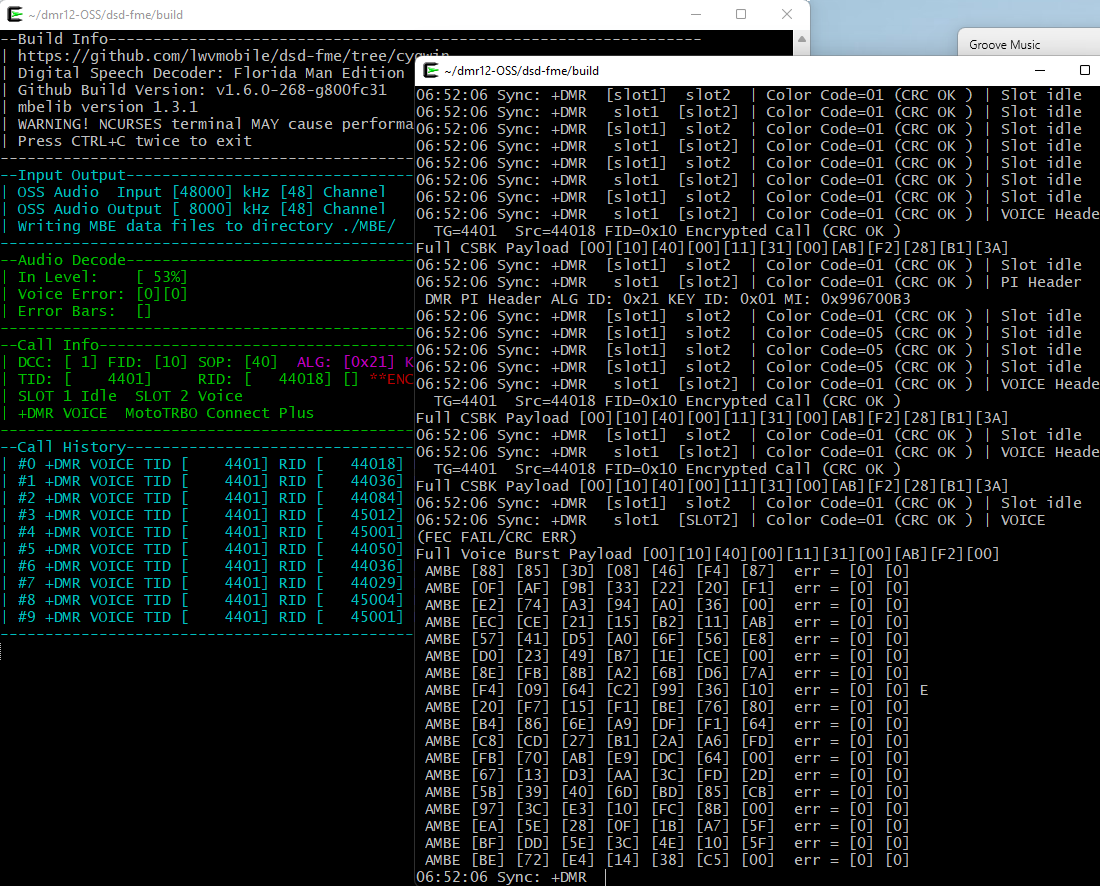 ~/dmr12-OSS/dsd-fme/build
--Build Info------------------------------------------------------------------
| https://github.com/lwvmobile/dsd-fme/tree/cygwin
| Digital Speech Decoder: Florida Man Edition
| Github Build Version: v1.6.0-268-g800fc31
| mbelib version 1.3.1
| WARNING! NCURSES terminal MAY cause performa
| Press CTRL+C twice to exit
----------------------------------------------
--Input Output--------------------------------
| OSS Audio  Input [48000] kHz [48] Channel
| OSS Audio Output [ 8000] kHz [48] Channel
| Writing MBE data files to directory ./MBE/
----------------------------------------------
--Audio Decode--------------------------------
| In Level:    [ 53%]
| Voice Error: [0][0]
| Error Bars:  []
----------------------------------------------
--Call Info-----------------------------------
| DCC: [ 1] FID: [10] SOP: [40]  ALG: [0x21] K
| TID: [    4401]     RID: [   44018] [] **ENC
| SLOT 1 Idle  SLOT 2 Voice
| +DMR VOICE  MotoTRBO Connect Plus
----------------------------------------------
--Call History--------------------------------
| #0 +DMR VOICE TID [    4401] RID [   44018]
| #1 +DMR VOICE TID [    4401] RID [   44036]
| #2 +DMR VOICE TID [    4401] RID [   44084]
| #3 +DMR VOICE TID [    4401] RID [   45012]
| #4 +DMR VOICE TID [    4401] RID [   45001]
| #5 +DMR VOICE TID [    4401] RID [   44050]
| #6 +DMR VOICE TID [    4401] RID [   44036]
| #7 +DMR VOICE TID [    4401] RID [   44029]
| #8 +DMR VOICE TID [    4401] RID [   45004]
| #9 +DMR VOICE TID [    4401] RID [   45001]
----------------------------------------------
Groove Music
~/dmr12-OSS/dsd-fme/build
06:52:06 Sync: +DMR  [slot1]  slot2  | Color Code=01 (CRC OK ) | Slot idle
06:52:06 Sync: +DMR   slot1  [slot2] | Color Code=01 (CRC OK ) | Slot idle
06:52:06 Sync: +DMR  [slot1]  slot2  | Color Code=01 (CRC OK ) | Slot idle
06:52:06 Sync: +DMR   slot1  [slot2] | Color Code=01 (CRC OK ) | Slot idle
06:52:06 Sync: +DMR  [slot1]  slot2  | Color Code=01 (CRC OK ) | Slot idle
06:52:06 Sync: +DMR   slot1  [slot2] | Color Code=01 (CRC OK ) | Slot idle
06:52:06 Sync: +DMR  [slot1]  slot2  | Color Code=01 (CRC OK ) | Slot idle
06:52:06 Sync: +DMR   slot1  [slot2] | Color Code=01 (CRC OK ) | VOICE Heade
  TG=4401  Src=44018 FID=0x10 Encrypted Call (CRC OK )
Full CSBK Payload [00][10][40][00][11][31][00][AB][F2][28][B1][3A]
06:52:06 Sync: +DMR  [slot1]  slot2  | Color Code=01 (CRC OK ) | Slot idle
06:52:06 Sync: +DMR   slot1  [slot2] | Color Code=01 (CRC OK ) | PI Header
 DMR PI Header ALG ID: 0x21 KEY ID: 0x01 MI: 0x996700B3
06:52:06 Sync: +DMR  [slot1]  slot2  | Color Code=01 (CRC OK ) | Slot idle
06:52:06 Sync: +DMR  [slot1]  slot2  | Color Code=05 (CRC OK ) | Slot idle
06:52:06 Sync: +DMR  [slot1]  slot2  | Color Code=05 (CRC OK ) | Slot idle
06:52:06 Sync: +DMR  [slot1]  slot2  | Color Code=05 (CRC OK ) | Slot idle
06:52:06 Sync: +DMR   slot1  [slot2] | Color Code=01 (CRC OK ) | VOICE Heade
  TG=4401  Src=44018 FID=0x10 Encrypted Call (CRC OK )
Full CSBK Payload [00][10][40][00][11][31][00][AB][F2][28][B1][3A]
06:52:06 Sync: +DMR  [slot1]  slot2  | Color Code=01 (CRC OK ) | Slot idle
06:52:06 Sync: +DMR   slot1  [slot2] | Color Code=01 (CRC OK ) | VOICE Heade
  TG=4401  Src=44018 FID=0x10 Encrypted Call (CRC OK )
Full CSBK Payload [00][10][40][00][11][31][00][AB][F2][28][B1][3A]
06:52:06 Sync: +DMR  [slot1]  slot2  | Color Code=01 (CRC OK ) | Slot idle
06:52:06 Sync: +DMR   slot1  [SLOT2] | Color Code=01 (CRC OK ) | VOICE
(FEC FAIL/CRC ERR)
Full Voice Burst Payload [00][10][40][00][11][31][00][AB][F2][00]
 AMBE [88] [85] [3D] [08] [46] [F4] [87]  err = [0] [0]
 AMBE [0F] [AF] [9B] [33] [22] [20] [F1]  err = [0] [0]
 AMBE [E2] [74] [A3] [94] [A0] [36] [00]  err = [0] [0]
 AMBE [EC] [CE] [21] [15] [B2] [11] [AB]  err = [0] [0]
 AMBE [57] [41] [D5] [A0] [6F] [56] [E8]  err = [0] [0]
 AMBE [D0] [23] [49] [B7] [1E] [CE] [00]  err = [0] [0]
 AMBE [8E] [FB] [8B] [A2] [6B] [D6] [7A]  err = [0] [0]
 AMBE [F4] [09] [64] [C2] [99] [36] [10]  err = [0] [0] E
 AMBE [20] [F7] [15] [F1] [BE] [76] [80]  err = [0] [0]
 AMBE [B4] [86] [6E] [A9] [DF] [F1] [64]  err = [0] [0]
 AMBE [C8] [CD] [27] [B1] [2A] [A6] [FD]  err = [0] [0]
 AMBE [FB] [70] [AB] [E9] [DC] [64] [00]  err = [0] [0]
 AMBE [67] [13] [D3] [AA] [3C] [FD] [2D]  err = [0] [0]
 AMBE [5B] [39] [40] [6D] [BD] [85] [CB]  err = [0] [0]
 AMBE [97] [3C] [E3] [10] [FC] [8B] [00]  err = [0] [0]
 AMBE [EA] [5E] [28] [0F] [1B] [A7] [5F]  err = [0] [0]
 AMBE [BF] [DD] [5E] [3C] [4E] [10] [5F]  err = [0] [0]
 AMBE [BE] [72] [E4] [14] [38] [C5] [00]  err = [0] [0]
06:52:06 Sync: +DMR